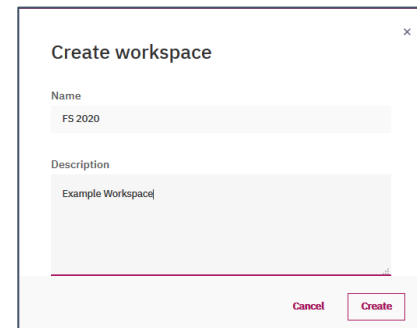 ×
Create workspace
Name
FS 2020
Description
Example Workspace
Cancel Create